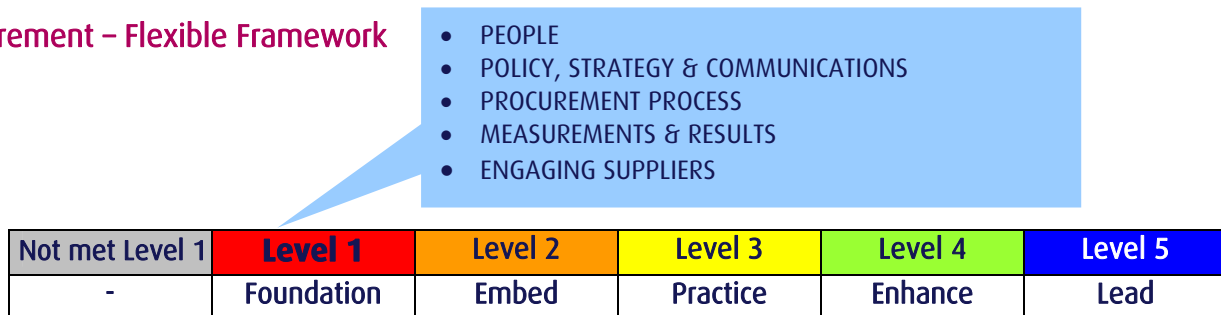 rement – Flexible Framework
• PEOPLE
• POLICY, STRATEGY & COMMUNICATIONS
• PROCUREMENT PROCESS
• MEASUREMENTS & RESULTS
• ENGAGING SUPPLIERS
Not met Level 1 Level 1 Level 2 Level 3 Level 4 Level 5
- Foundation Embed Practice Enhance Lead